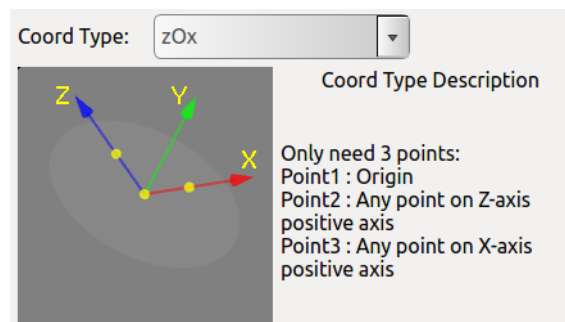 Coord Type: zOx
Coord Type Description
Z
Y
X
Only need 3 points:
Point1 : Origin
Point2 : Any point on Z-axis
positive axis
Point3 : Any point on X-axis
positive axis